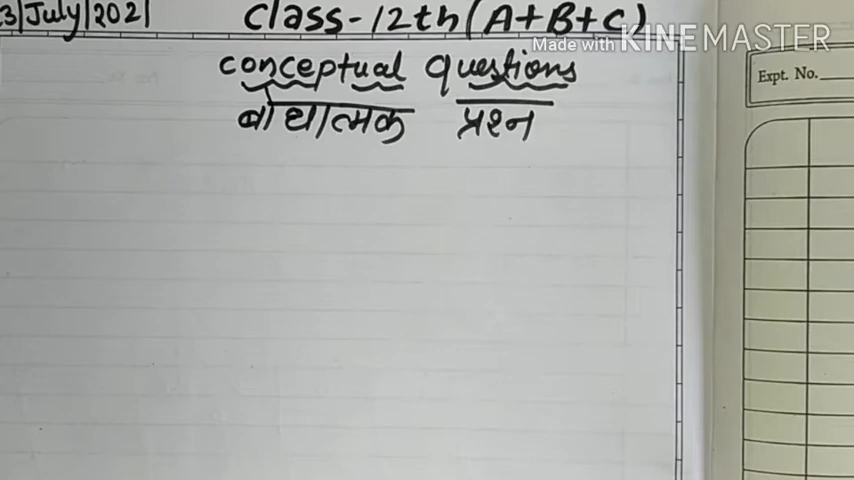 3|July|2021 class-12th (A+B+C)
Made with KINEMASTER
conceptual questions
बोधात्मक प्रश्न
Expt. No.